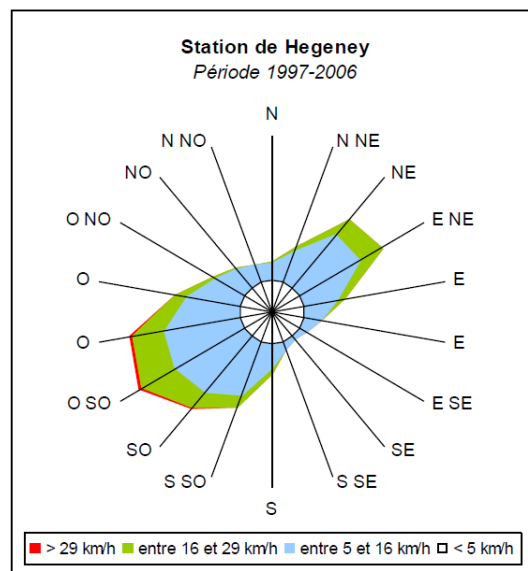 Station de Hegeney
Période 1997-2006
N
N NO
N NE
NO
NE
O NO
E NE
O
E
O
E
O SO
E SE
SO
SE
S SO
S SE
S
> 29 km/h entre 16 et 29 km/h entre 5 et 16 km/h < 5 km/h